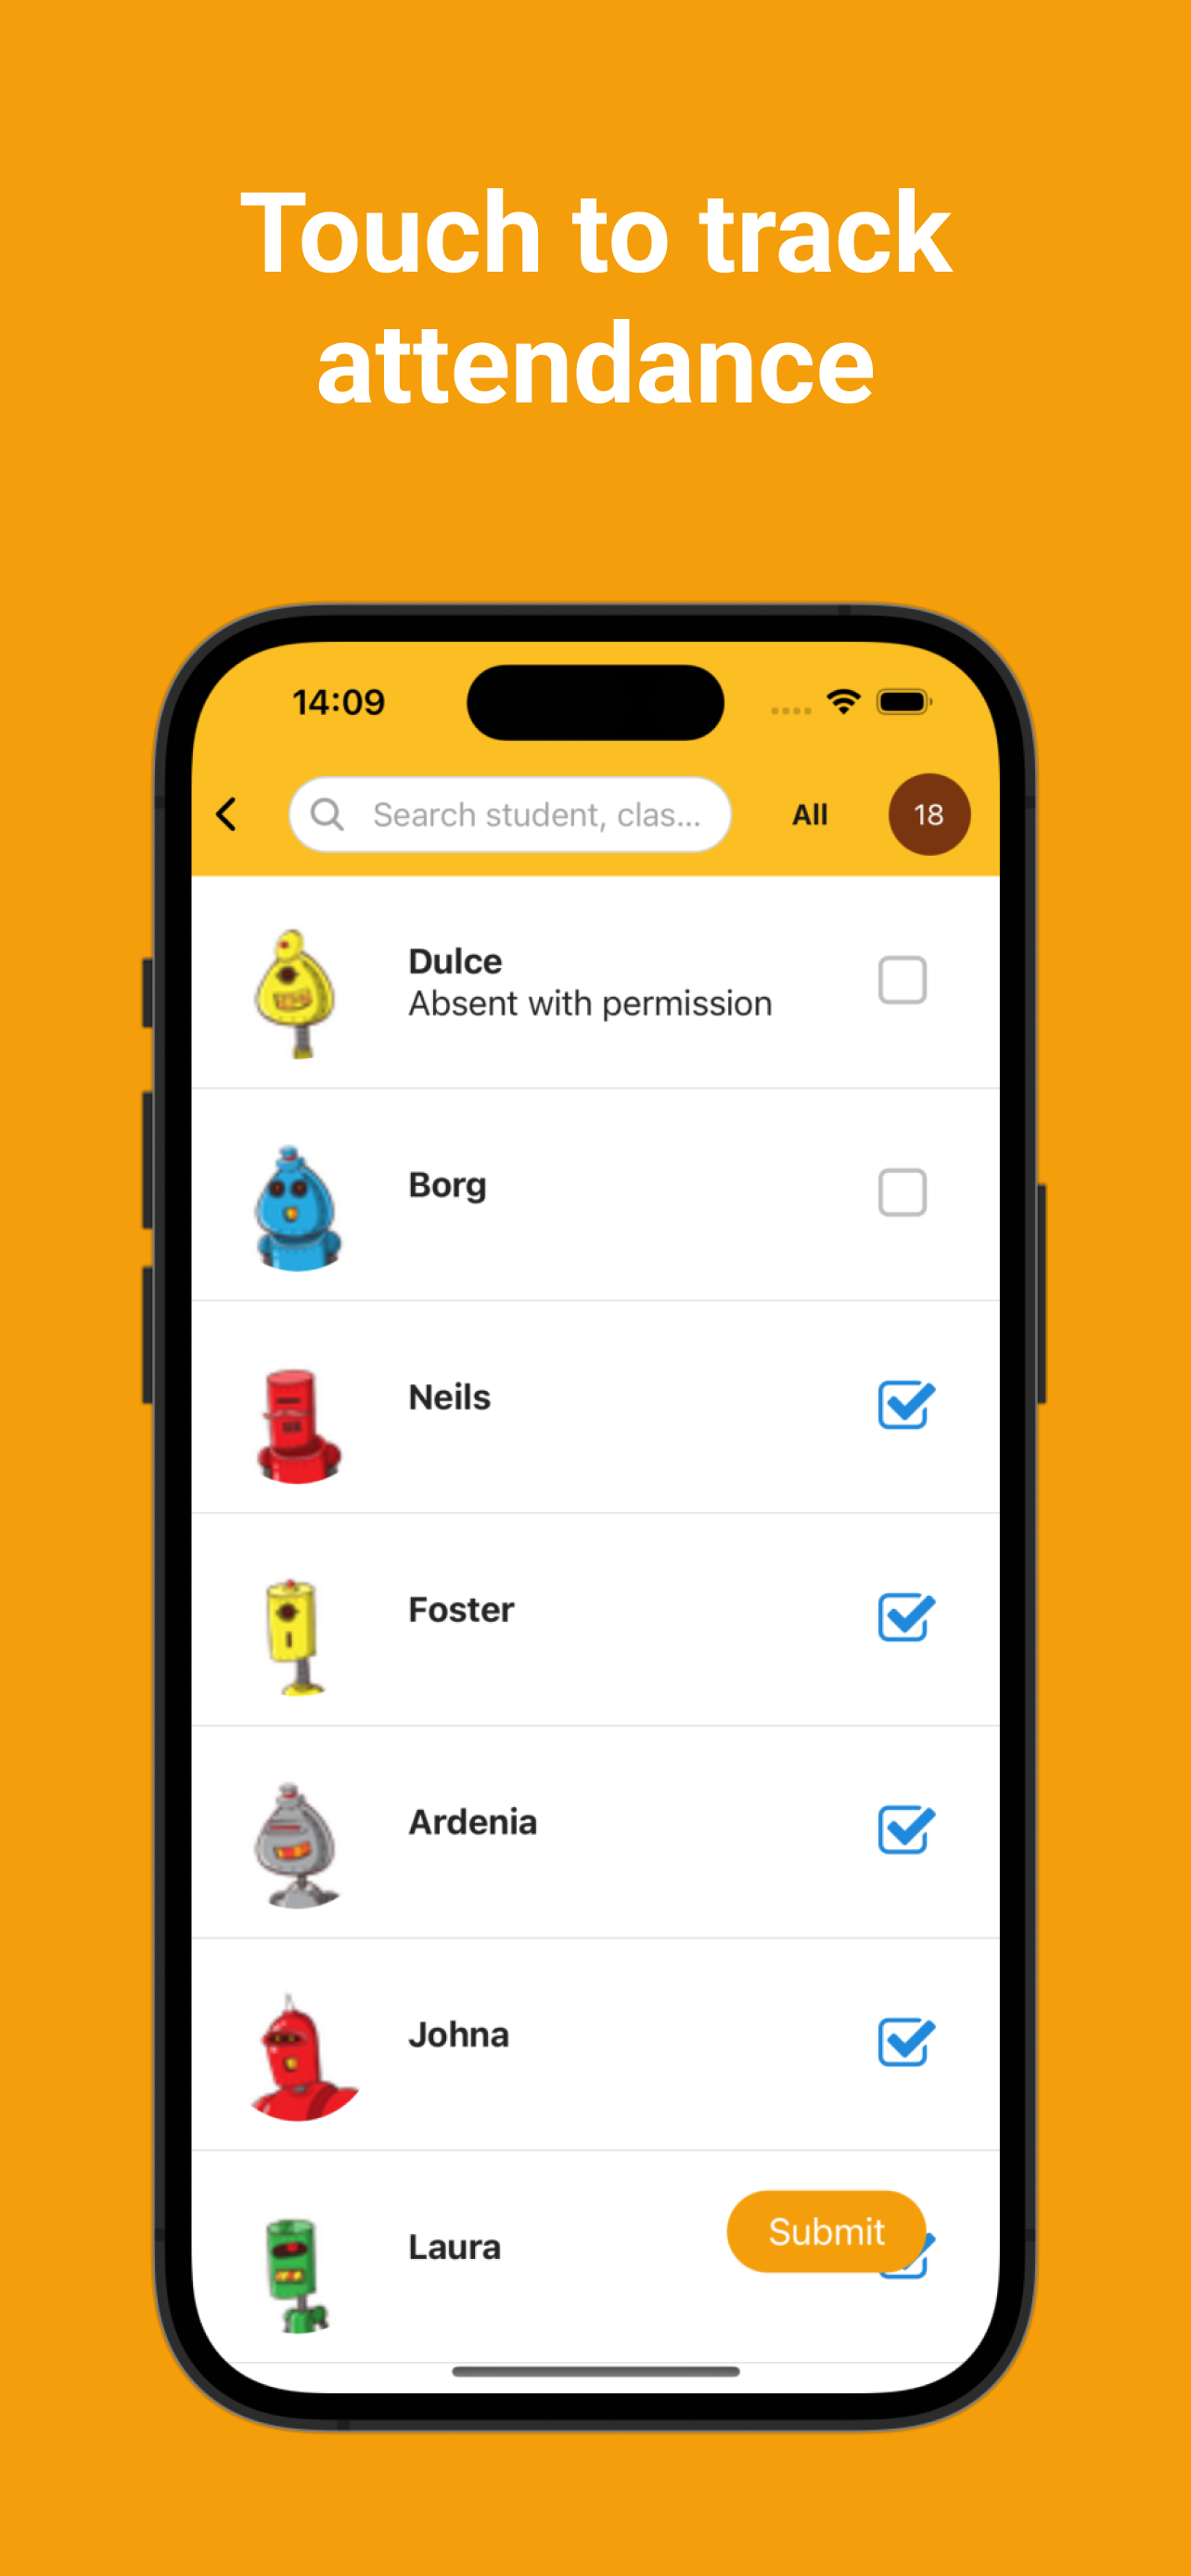 Touch to track
attendance
14:09
Search student, clas...
All
18
Dulce
Absent with permission
Borg
Neils
Foster
Ardenia
Johna
Laura
Submit